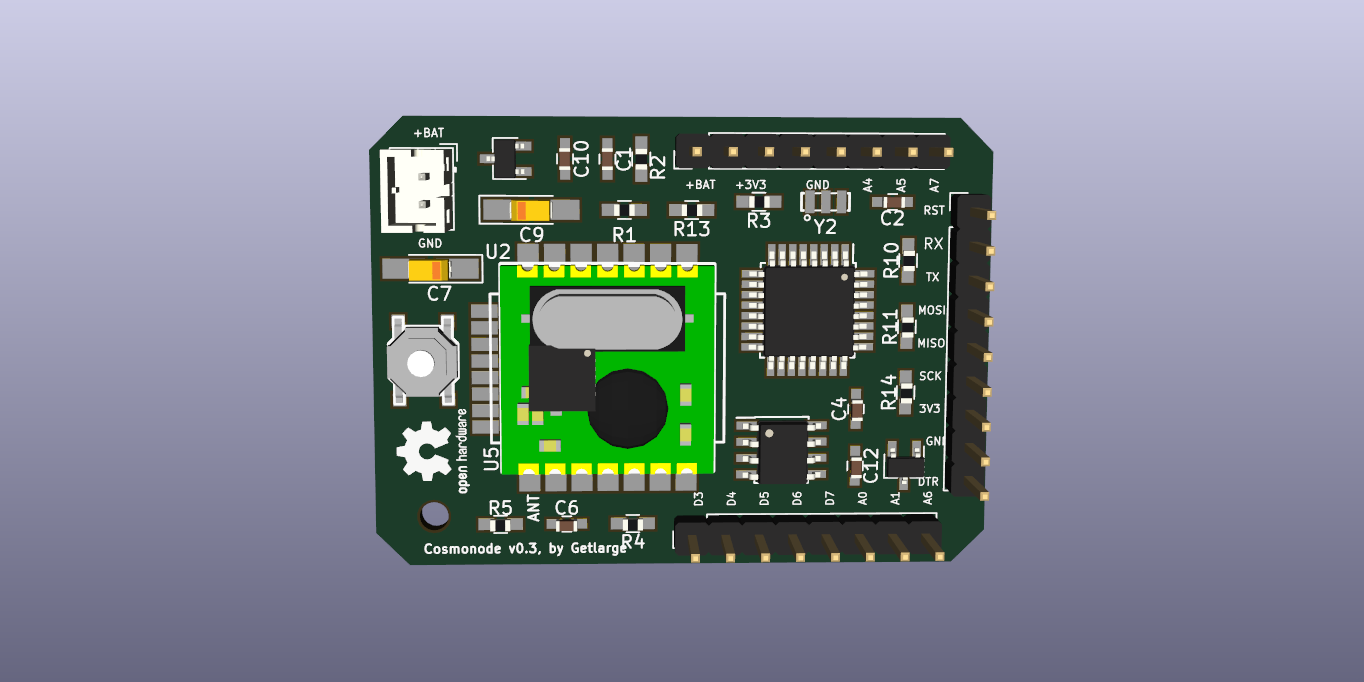 +BAT
C10
C1
R2
+BAT
+3V3
GND
A4
A5
A7
RST
C9
R1
R13
R3
Y2
C2
GND
U2
RX
R10
TX
C7
MOSI
R11
MISO
SCK
R14
3V3
C4
open hardware
U5
GND
C12
DTR
D3
D4
D5
D6
D7
A0
A1
A6
ANT
R5
C6
R4
Cosmonode v0.3, by Getlarge